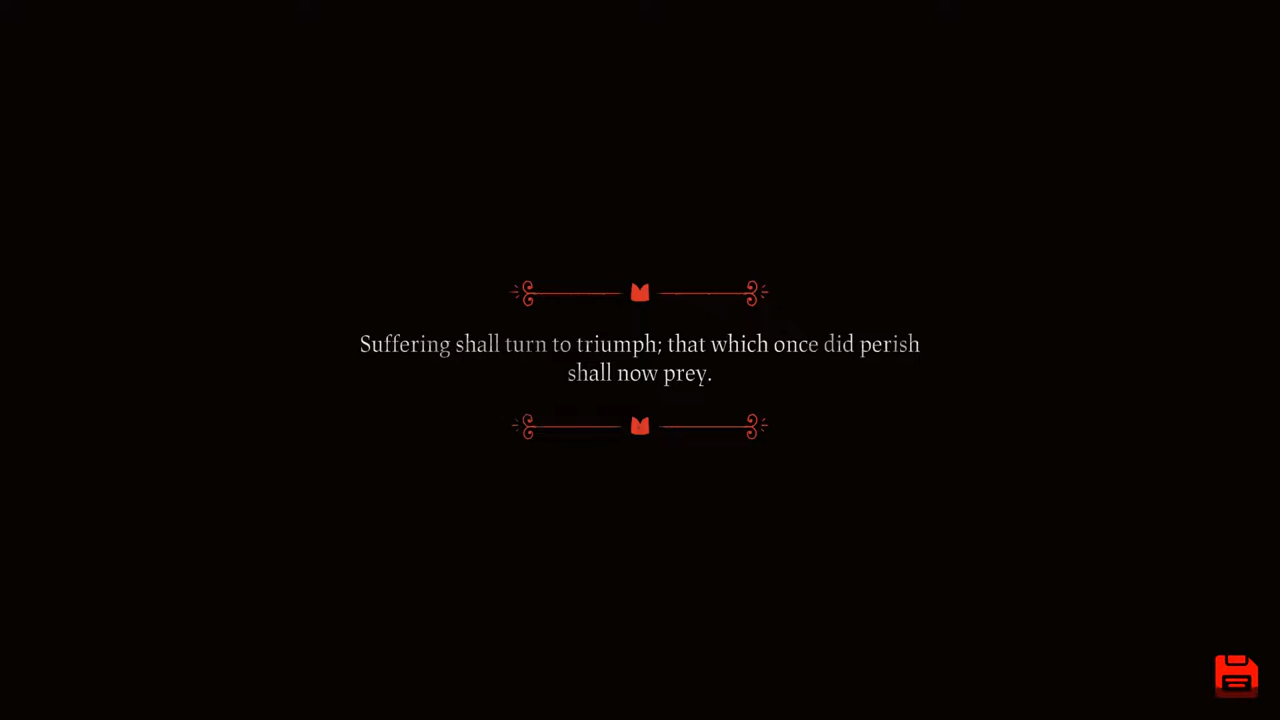 Suffering shall turn to triumph; that which once did perish
shall now prey.